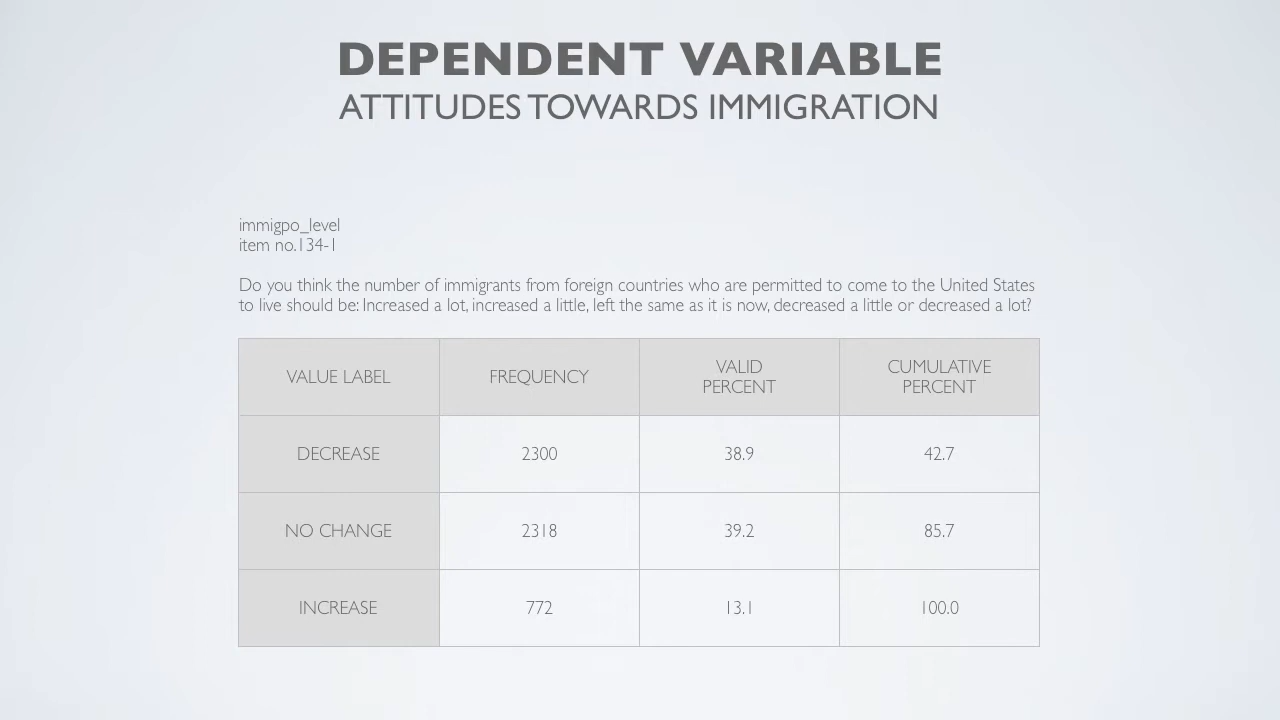 DEPENDENT VARIABLE
ATTITUDES TOWARDS IMMIGRATION
immigpo_level
item no.134-1
Do you think the number of immigrants from foreign countries who are permitted to come to the United States
to live should be: Increased a lot, increased a little, left the same as it is now, decreased a little or decreased a lot?
VALUE LABEL FREQUENCY VALID PERCENT CUMULATIVE PERCENT
DECREASE 2300 38.9 42.7
NO CHANGE 2318 39.2 85.7
INCREASE 772 13.1 100.0